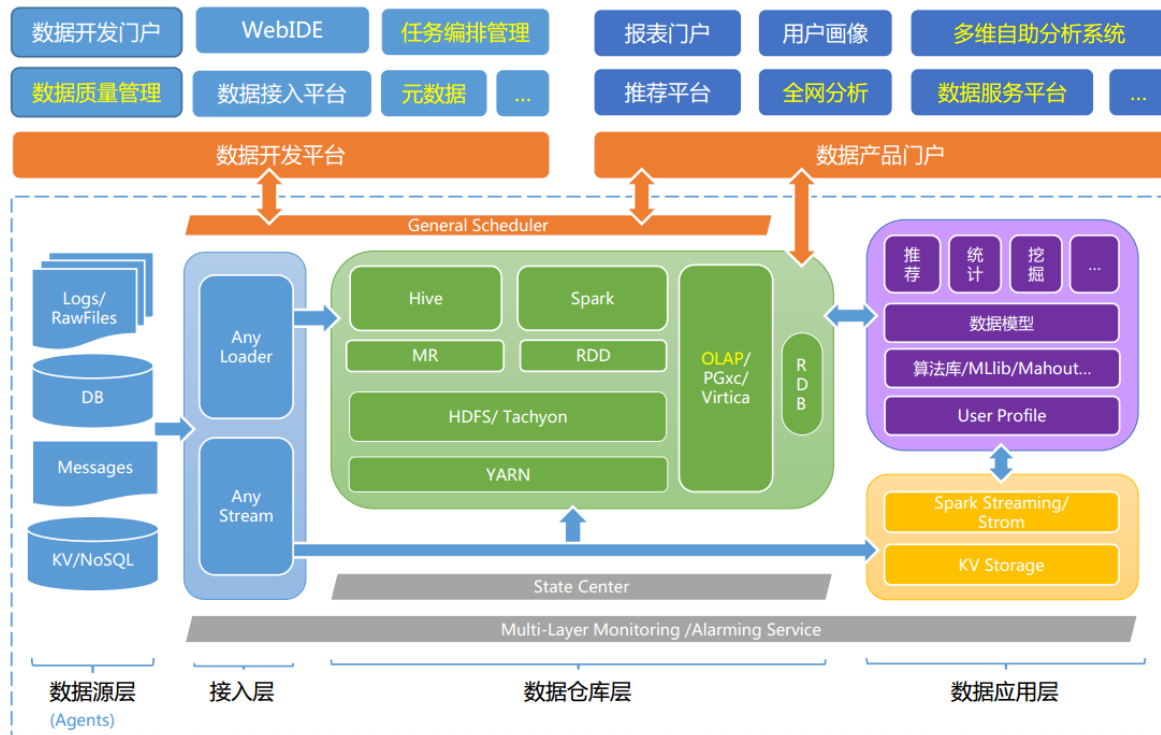 数据开发门户
WebIDE
任务编排管理
报表门户
用户画像
多维自助分析系统
数据质量管理
数据接入平台
元数据
...
推荐平台
全网分析
数据服务平台
...
数据开发平台
数据产品门户
General Scheduler
Logs/
RawFiles
DB
Messages
KV/NoSQL
Any
Loader
Any
Stream
Hive
Spark
MR
RDD
HDFS/ Tachyon
YARN
OLAP/
PGxc/
Virtica
R
D
B
推
荐
统
计
挖
掘
...
数据模型
算法库/MLlib/Mahout...
User Profile
Spark Streaming/
Strom
KV Storage
State Center
Multi-Layer Monitoring /Alarming Service
数据源层
(Agents)
接入层
数据仓库层
数据应用层